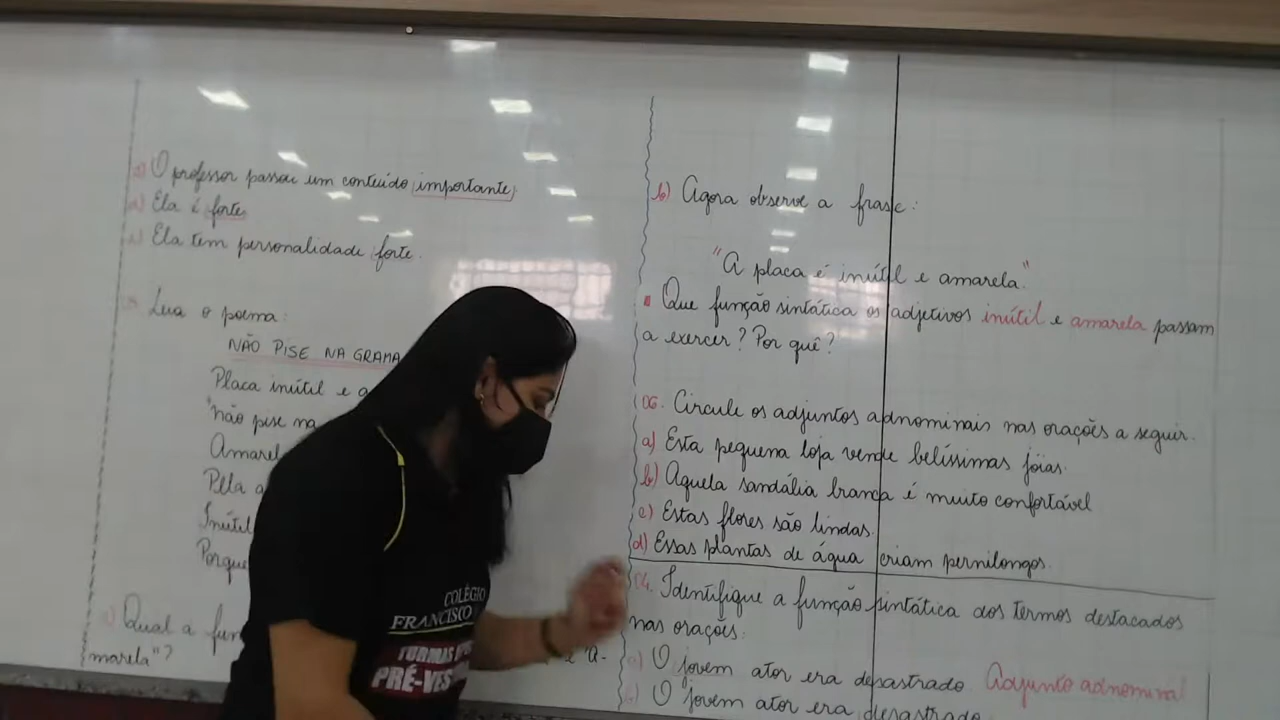 a) O professor passou um conteúdo importante.
Ela é forte
Ela tem personalidade forte.
Leia o poema:
NÃO PISE NA GRAMA
Placa inútil e a
"não pise na
Amarel
Pela a
Inútil
Porque
Qual a fun
marela"? e "a-
b) Agora observe a frase:
"A placa é inútil e amarela."
Que função sintática os adjetivos inútil e amarela passam
a exercer? Por quê?
06. Circule os adjuntos adnominais nas orações a seguir.
a) Esta pequena loja vende belíssimas jóias.
b) Aquela sandália branca é muito confortável
c) Estas flores são lindas.
d) Essas plantas de água criam pernilongos.
04. Identifique a função sintática dos termos destacados
nas orações:
a) O jovem ator era desastrado. Adjunto adnominal
O jovem ator era desastrado.
COLÉGIO
FRANCISCO
TURMAS
PRÉ-VES